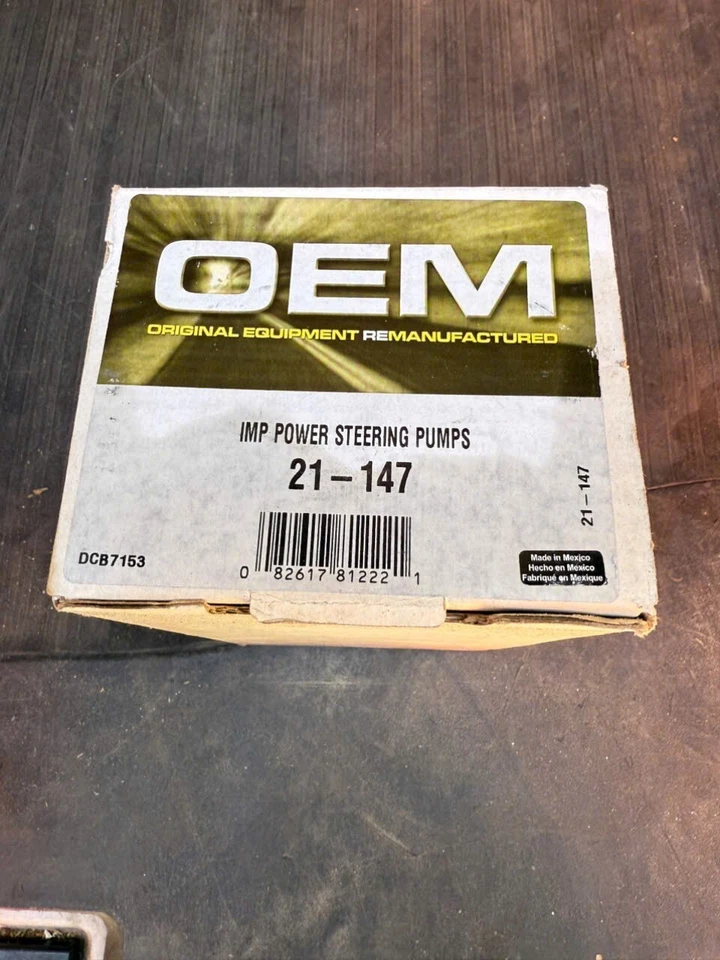 OEM
ORIGINAL EQUIPMENT REMANUFACTURED
IMP POWER STEERING PUMPS
21-147
21-147
DCB7153
0 82617 81222 1
Made in Mexico
Hecho en México
Fabriqué en Mexique